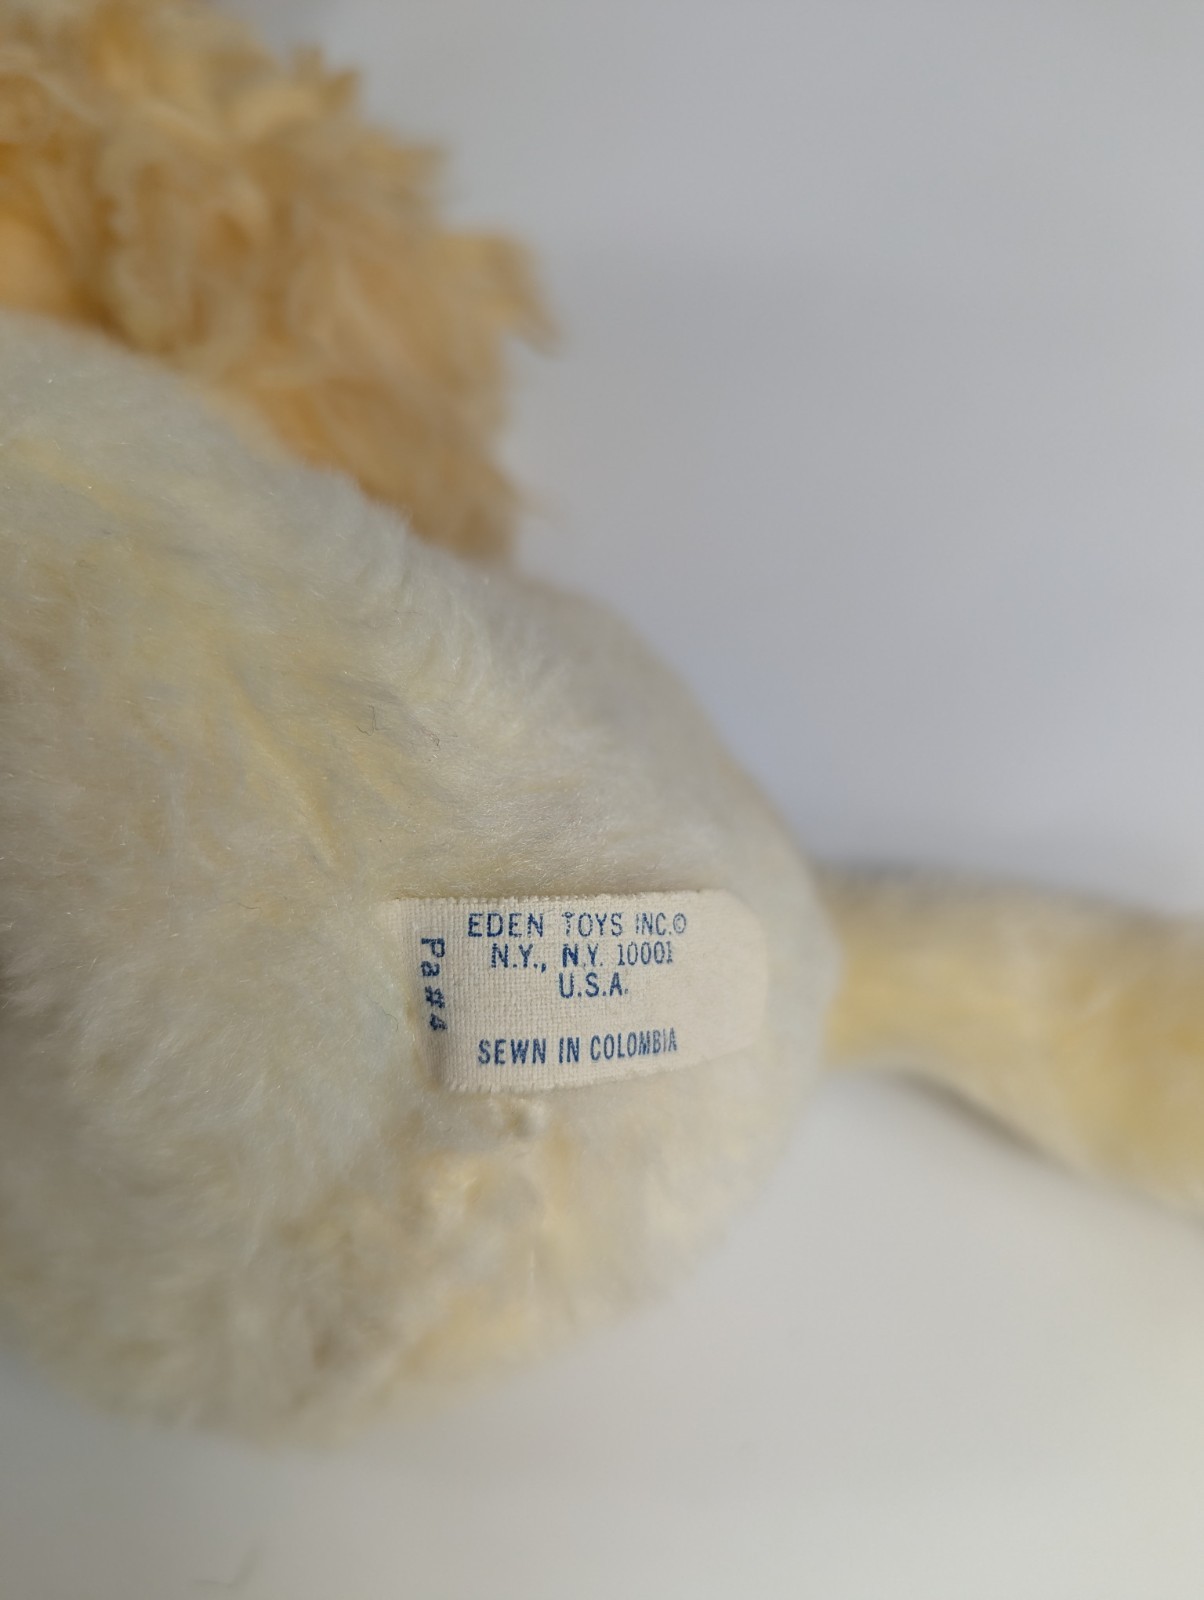 EDEN TOYS INC.©
N.Y., N.Y. 10001
U.S.A.
SEWN IN COLOMBIA
Pa##4